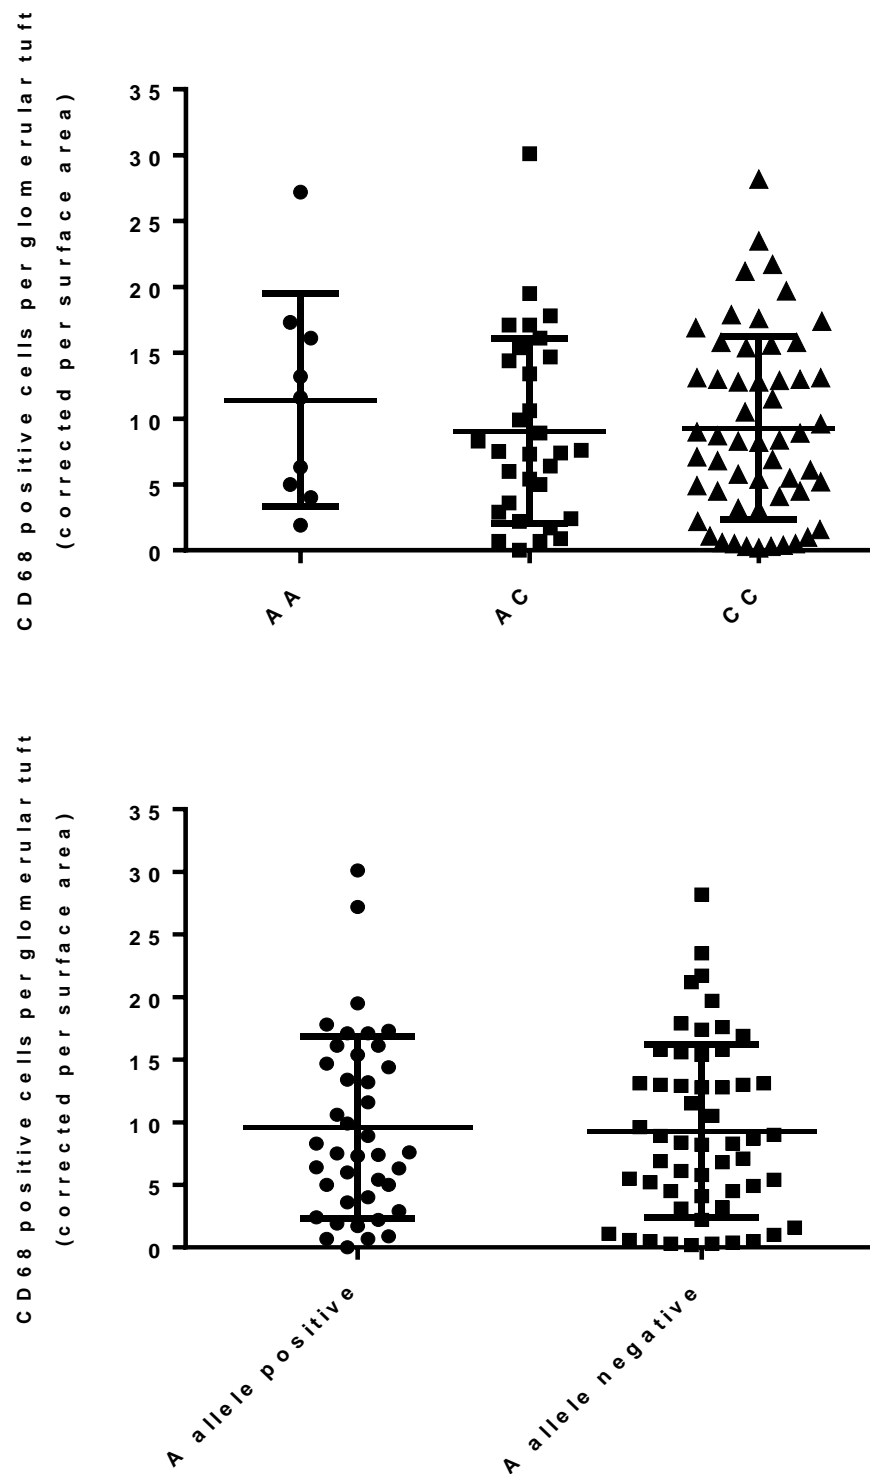 CD68 positive cells per glomerular tuft
(corrected per surface area)
35
30
25
20
15
10
5
0
AA
AC
CC
CD68 positive cells per glomerular tuft
(corrected per surface area)
35
30
25
20
15
10
5
0
A allele positive
A allele negative